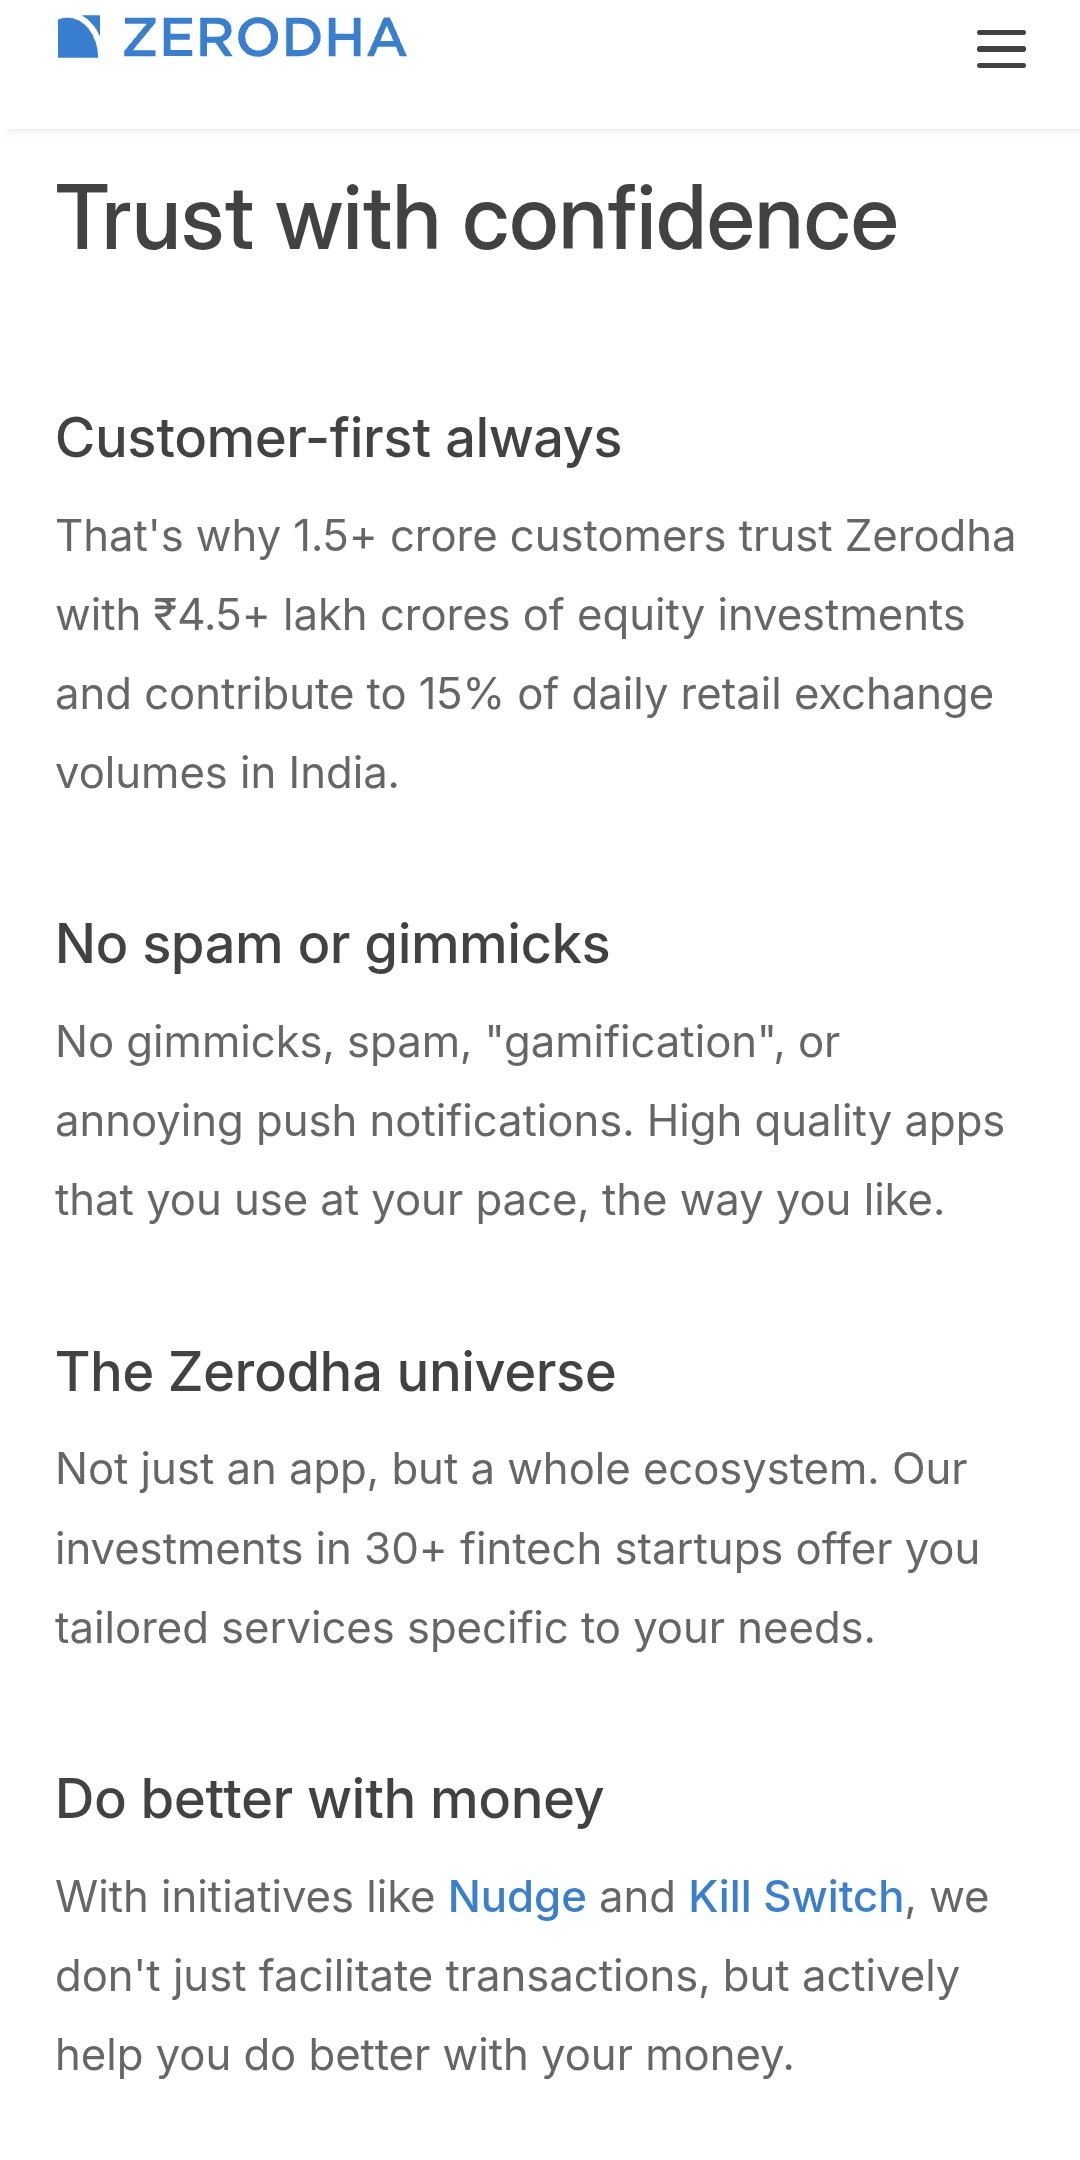 ZERODHA
Trust with confidence
Customer-first always
That's why 1.5+ crore customers trust Zerodha
with ₹4.5+ lakh crores of equity investments
and contribute to 15% of daily retail exchange
volumes in India.
No spam or gimmicks
No gimmicks, spam, "gamification", or
annoying push notifications. High quality apps
that you use at your pace, the way you like.
The Zerodha universe
Not just an app, but a whole ecosystem. Our
investments in 30+ fintech startups offer you
tailored services specific to your needs.
Do better with money
With initiatives like Nudge and Kill Switch, we
don't just facilitate transactions, but actively
help you do better with your money.